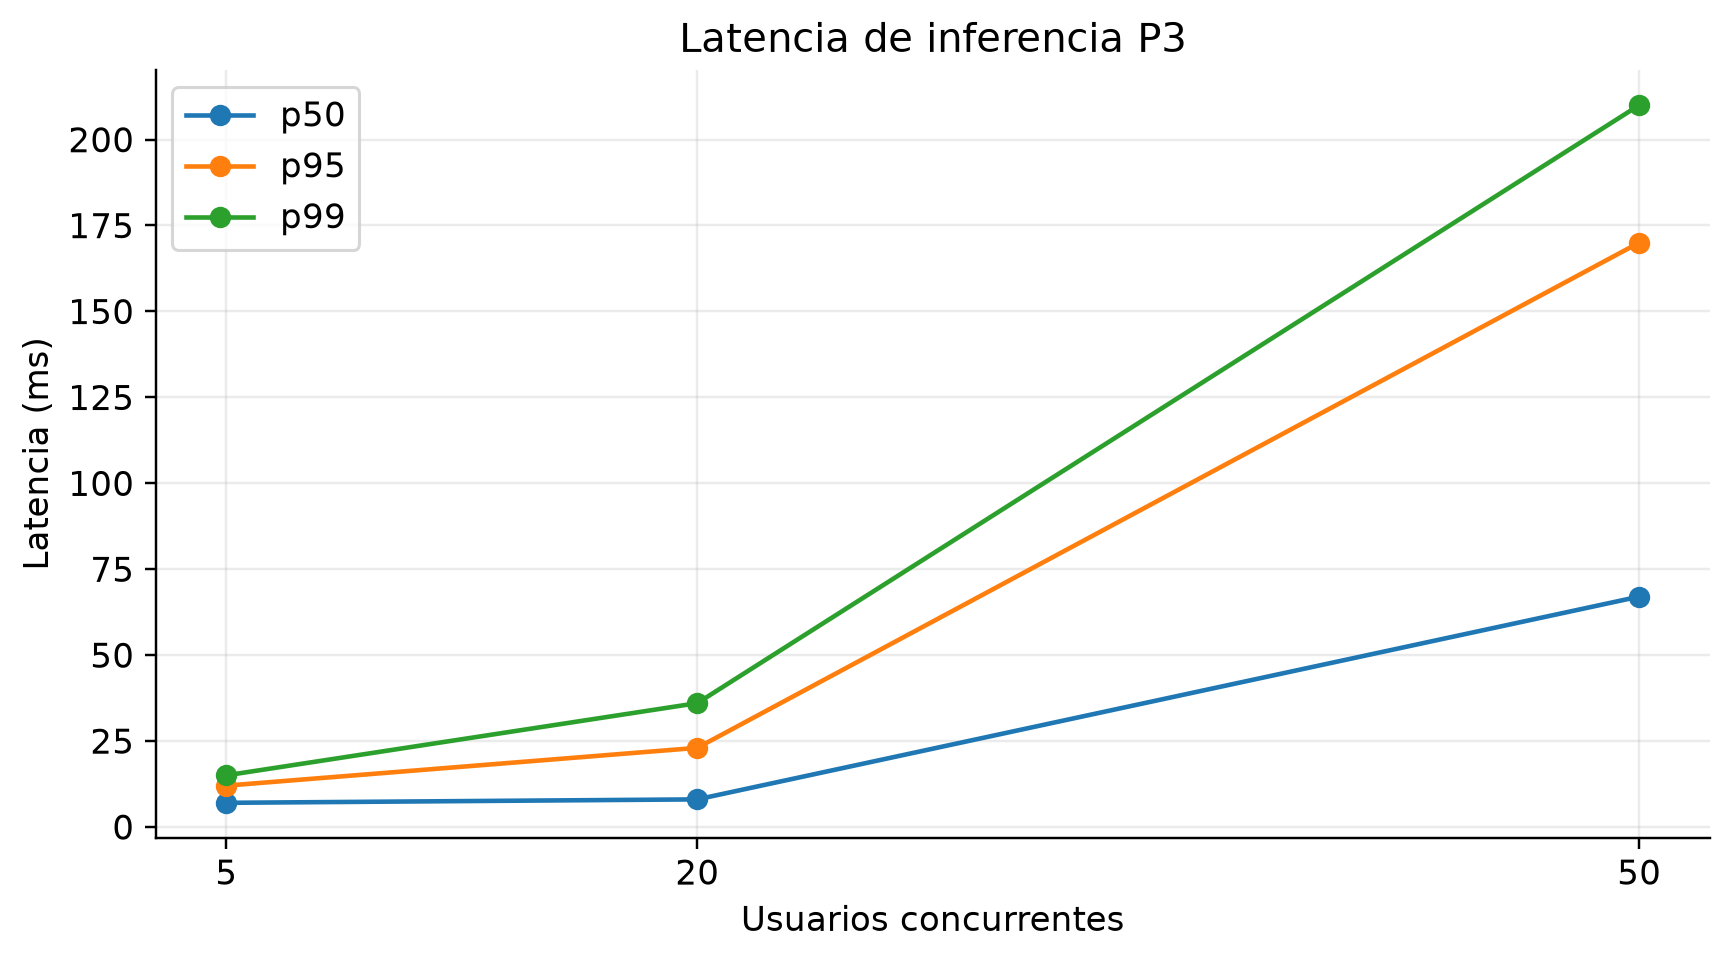 Latencia de inferencia P3
p50
p95
p99
200
175
150
125
100
75
50
25
0
Latencia (ms)
5 20 50
Usuarios concurrentes